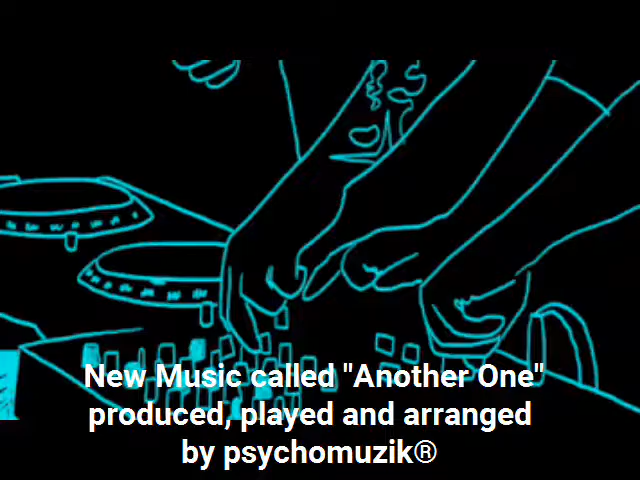 New Music called "Another One"
produced, played and arranged
by psychomuzik®